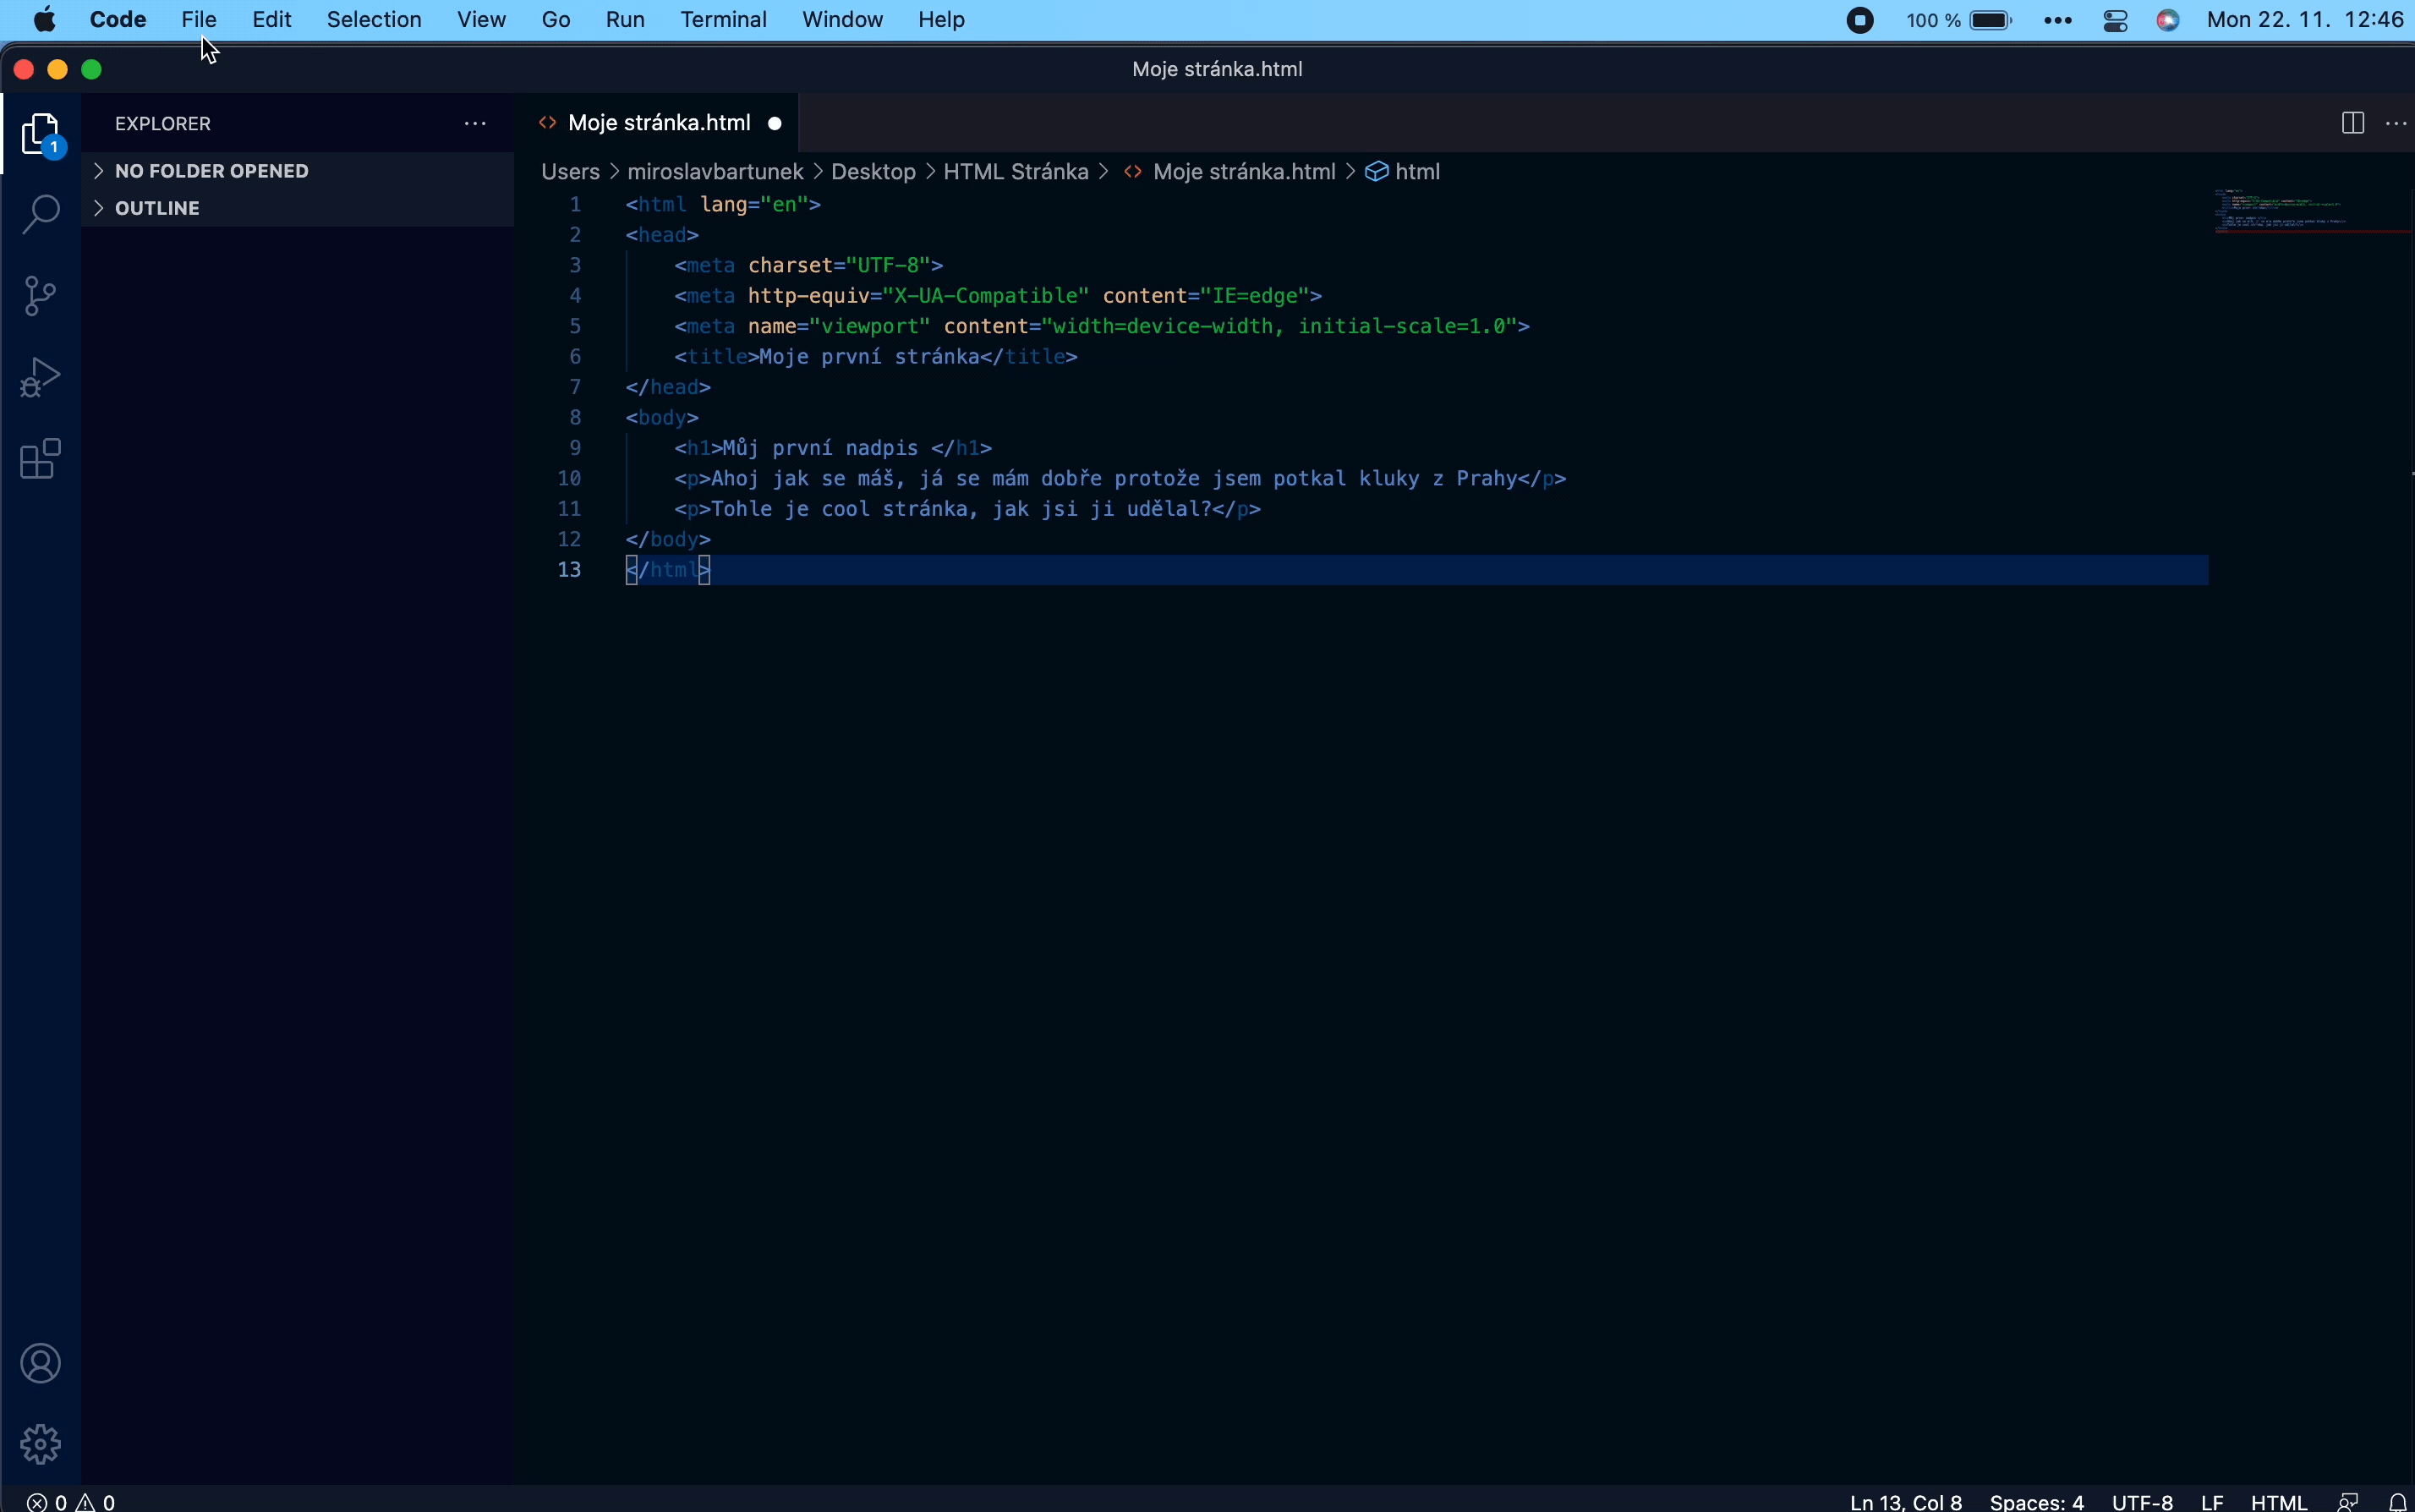 Code File Edit Selection View Go Run Terminal Window Help 100 % Mon 22. 11. 12:46
Moje stránka.html
EXPLORER
1
NO FOLDER OPENED
OUTLINE
Moje stránka.html
Users > miroslavbartunek > Desktop > HTML Stránka > <> Moje stránka.html > html
1 <html lang="en">
2 <head>
3 <meta charset="UTF-8">
4 <meta http-equiv="X-UA-Compatible" content="IE=edge">
5 <meta name="viewport" content="width=device-width, initial-scale=1.0">
6 <title>Moje první stránka</title>
7 </head>
8 <body>
9 <h1>Můj první nadpis </h1>
10 <p>Ahoj jak se máš, já se mám dobře protože jsem potkal kluky z Prahy</p>
11 <p>Tohle je cool stránka, jak jsi ji udělal?</p>
12 </body>
13 </html>
0 0 Ln 13, Col 8 Spaces: 4 UTF-8 LF HTML